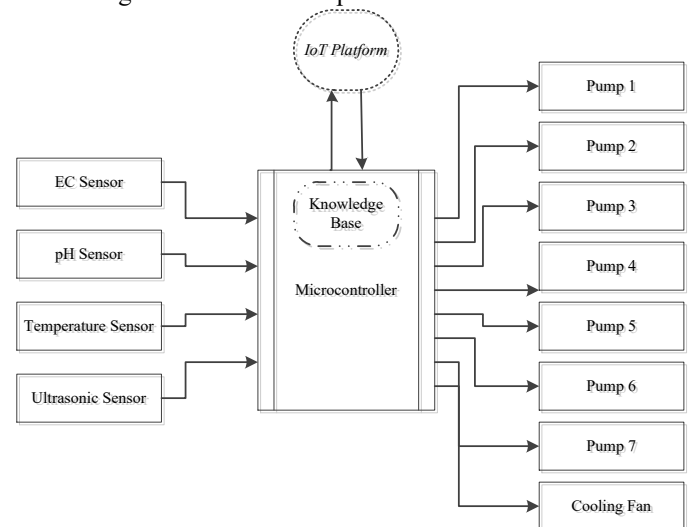 IoT Platform
EC Sensor
pH Sensor
Temperature Sensor
Ultrasonic Sensor
Knowledge
Base
Microcontroller
Pump 1
Pump 2
Pump 3
Pump 4
Pump 5
Pump 6
Pump 7
Cooling Fan